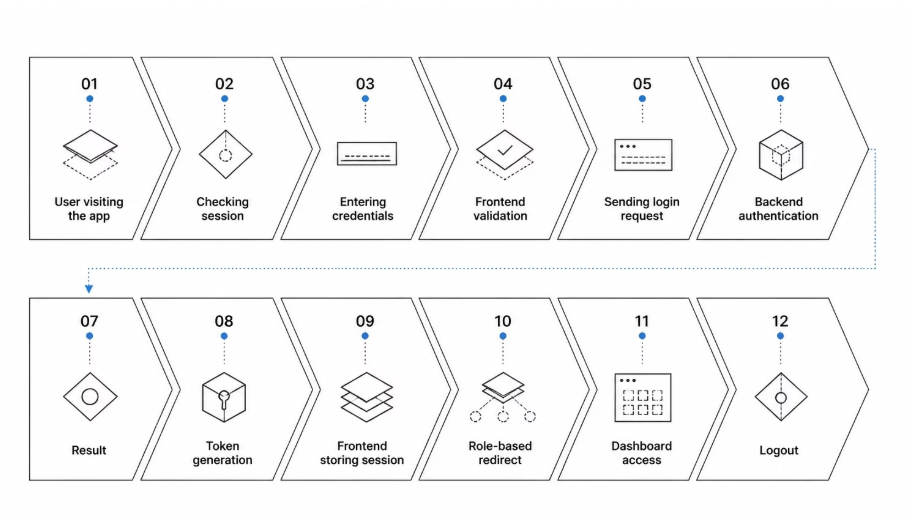 01
02
03
04
05
06
User visiting
the app
Checking
session
Entering
credentials
Frontend
validation
Sending login
request
Backend
authentication
07
08
09
10
11
12
Result
Token
generation
Frontend
storing session
Role-based
redirect
Dashboard
access
Logout